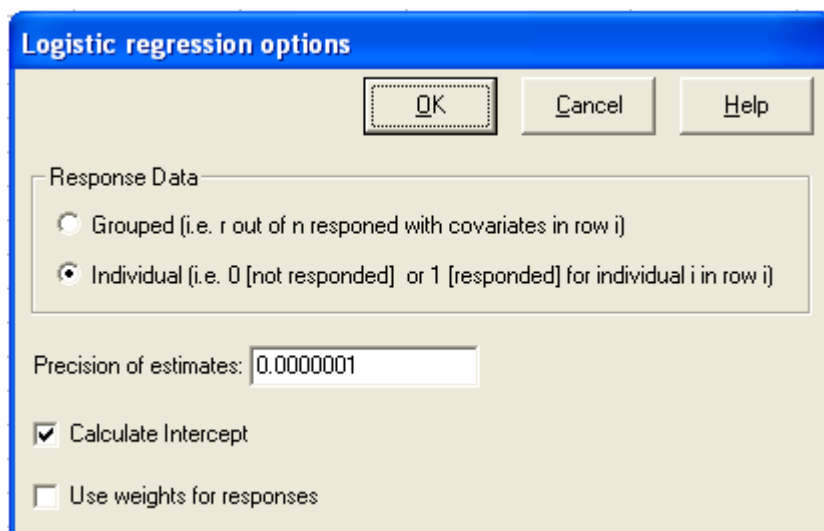 Logistic regression options
OK Cancel Help
Response Data
Grouped (i.e. r out of n responed with covariates in row i)
Individual (i.e. 0 [not responded] or 1 [responded] for individual i in row i)
Precision of estimates: 0.0000001
Calculate Intercept
Use weights for responses